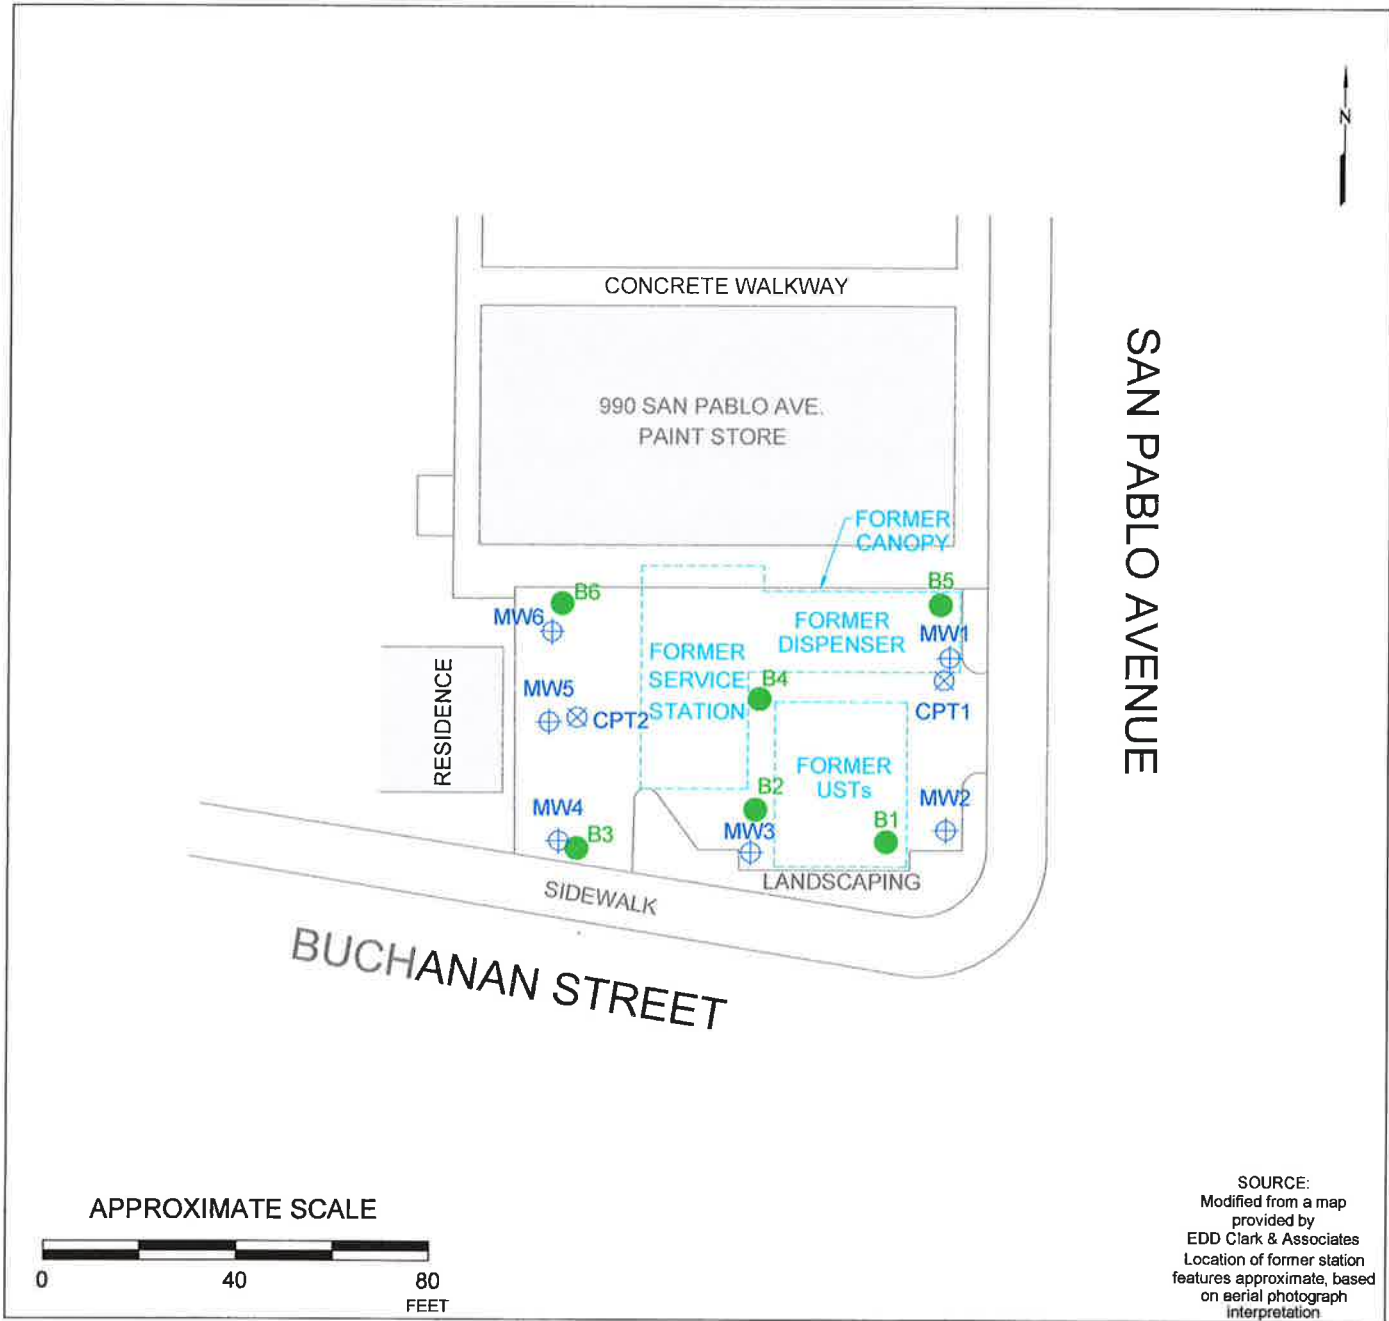 N
CONCRETE WALKWAY
SAN PABLO AVENUE
990 SAN PABLO AVE.
PAINT STORE
FORMER
CANOPY
B6
B5
MW6
FORMER
DISPENSER
MW1
RESIDENCE
FORMER
SERVICE
STATION
B4
MW5
CPT2
CPT1
FORMER
USTs
B2
MW2
MW4
B3
MW3
B1
LANDSCAPING
SIDEWALK
BUCHANAN STREET
APPROXIMATE SCALE
0 40 80
FEET
SOURCE:
Modified from a map
provided by
EDD Clark & Associates
Location of former station
features approximate, based
on aerial photograph
interpretation